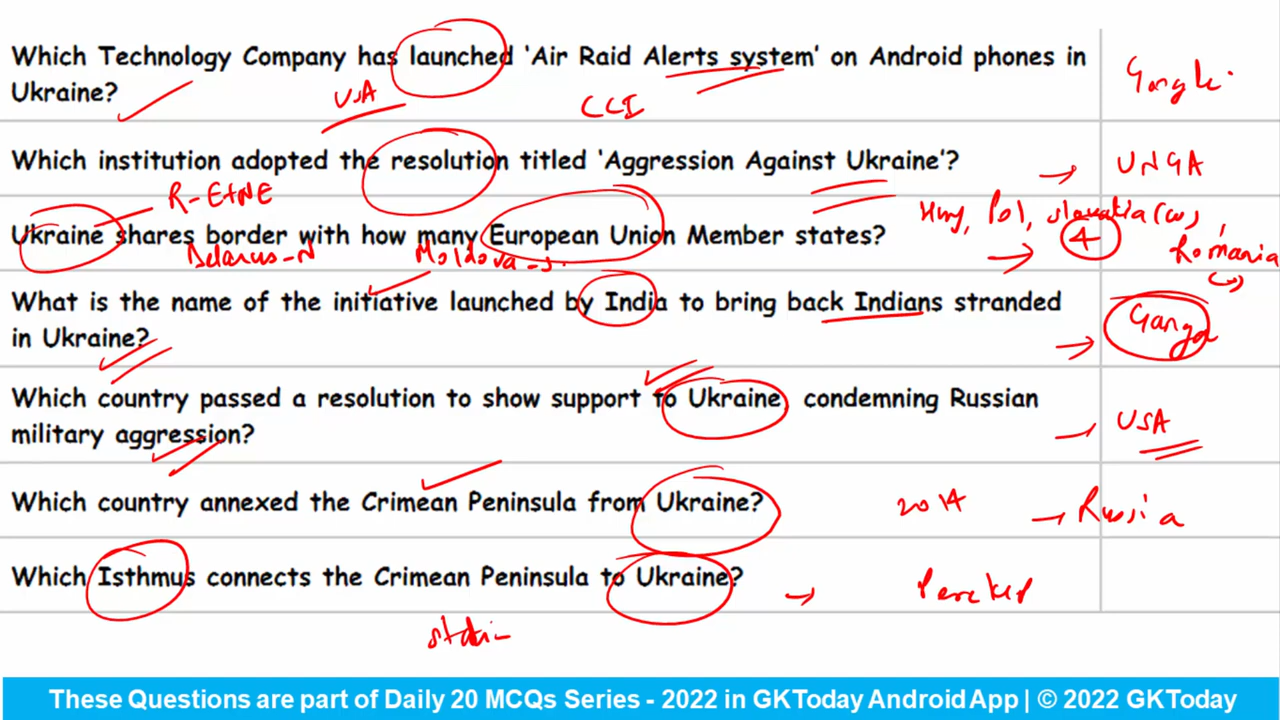 Which Technology Company has launched 'Air Raid Alerts system' on Android phones in
Ukraine?
USA
CCI
Which institution adopted the resolution titled 'Aggression Against Ukraine'?
UNGA
R-E+NE
Hung, Pol, slovakia(w),
Ukraine shares border with how many European Union Member states?
4
Romania
Belarus-N
Moldova-S
What is the name of the initiative launched by India to bring back Indians stranded
in Ukraine?
Ganga
Which country passed a resolution to show support to Ukraine condemning Russian
military aggression?
USA
Which country annexed the Crimean Peninsula from Ukraine?
2014
Russia
Which Isthmus connects the Crimean Peninsula to Ukraine?
These Questions are part of Daily 20 MCQs Series - 2022 in GKToday Android App | © 2022 GKToday